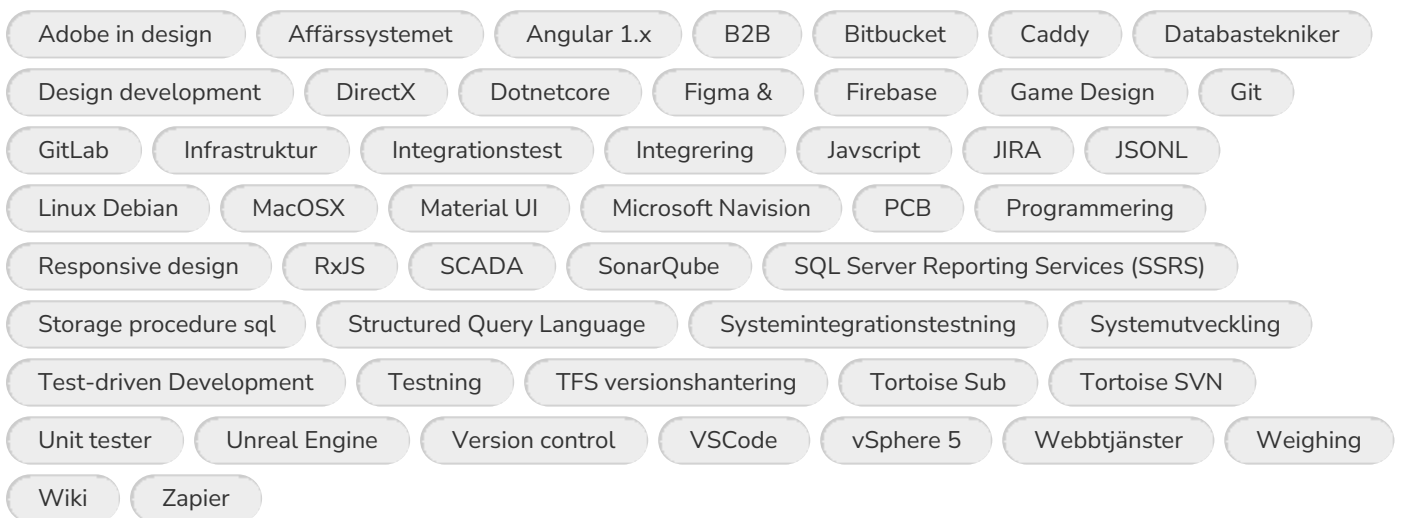 Adobe in design Affärssystemet Angular 1.x B2B Bitbucket Caddy Databastekniker
Design development DirectX Dotnetcore Figma & Firebase Game Design Git
GitLab Infrastruktur Integrationstest Integrering Javscript JIRA JSONL
Linux Debian MacOSX Material UI Microsoft Navision PCB Programmering
Responsive design RxJS SCADA SonarQube SQL Server Reporting Services (SSRS)
Storage procedure sql Structured Query Language Systemintegrationstestning Systemutveckling
Test-driven Development Testning TFS versionshantering Tortoise Sub Tortoise SVN
Unit tester Unreal Engine Version control VSCode vSphere 5 Webbtjänster Weighing
Wiki Zapier